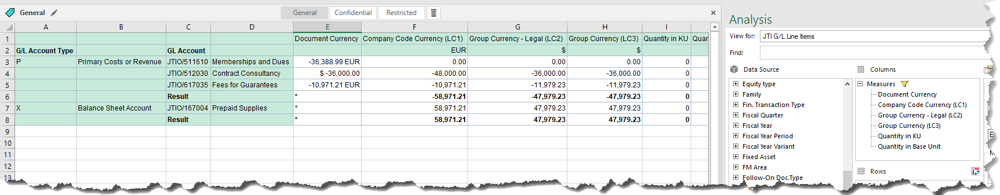 General
General Confidential Restricted
A B C D E F G H I
1 Document Currency Company Code Currency (LC1) Group Currency - Legal (LC2) Group Currency (LC3) Quantity in KU Quar
2 G/L Account Type GL Account EUR $ $
3 P Primary Costs or Revenue JTIO/511610 Memberships and Dues -36,388.99 EUR 0.00 0.00 0.00 0
4 JTIO/512030 Contract Consultancy $ -36,000.00 -48,000.00 -36,000.00 -36,000.00 0
5 JTIO/617035 Fees for Guarantees -10,971.21 EUR -10,971.21 -11,979.23 -11,979.23 0
6 Result * -58,971.21 -47,979.23 -47,979.23 0
7 X Balance Sheet Account JTIO/167004 Prepaid Supplies * 58,971.21 47,979.23 47,979.23 0
8 Result * 58,971.21 47,979.23 47,979.23 0
9
10
11
12
13
Analysis
View for: JTI G/L Line Items
Find:
Data Source
Equity type
Family
Fin. Transaction Type
Fiscal Quarter
Fiscal Year
Fiscal Year Period
Fiscal Year Variant
Fixed Asset
FM Area
Follow-On Doc.Type
Columns
Measures
Document Currency
Company Code Currency (LC1)
Group Currency - Legal (LC2)
Group Currency (LC3)
Quantity in KU
Quantity in Base Unit
Rows